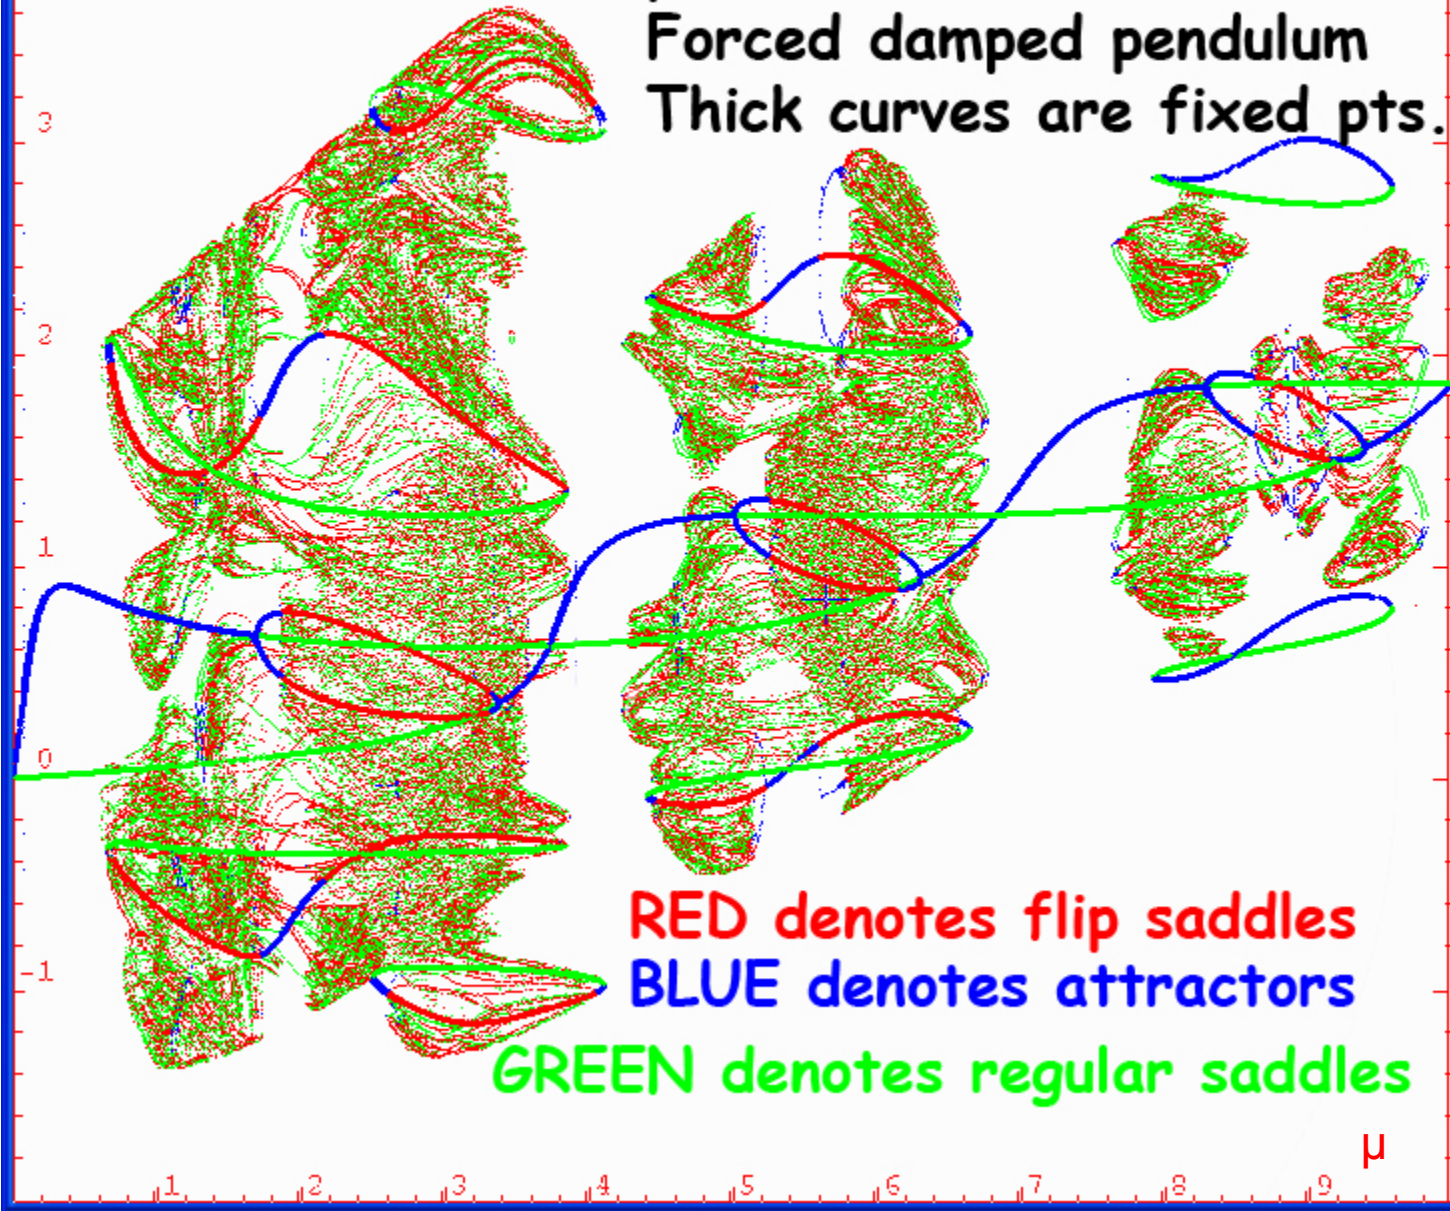 Forced damped pendulum
Thick curves are fixed pts.
3
2
1
0
-1
RED denotes flip saddles
BLUE denotes attractors
GREEN denotes regular saddles
μ
1 2 3 4 5 6 7 8 9